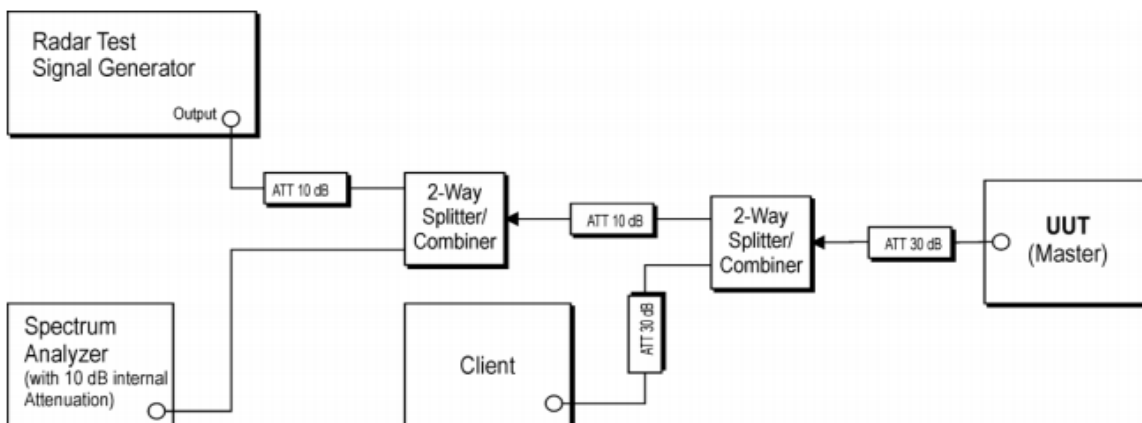 Radar Test
Signal Generator
Output
ATT 10 dB
2-Way
Splitter/
Combiner
ATT 10 dB
2-Way
Splitter/
Combiner
ATT 30 dB
UUT
(Master)
Spectrum
Analyzer
(with 10 dB internal
Attenuation)
Client
ATT 30 dB